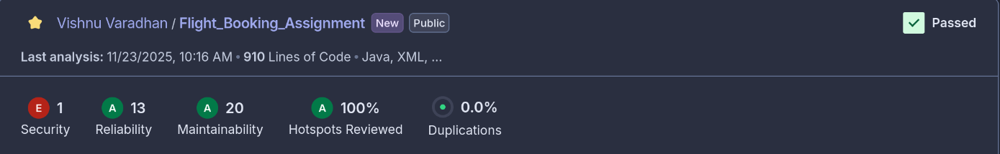 Vishnu Varadhan / Flight_Booking_Assignment New Public Passed
Last analysis: 11/23/2025, 10:16 AM • 910 Lines of Code • Java, XML, ...
E 1 A 13 A 20 A 100% 0.0%
Security Reliability Maintainability Hotspots Reviewed Duplications